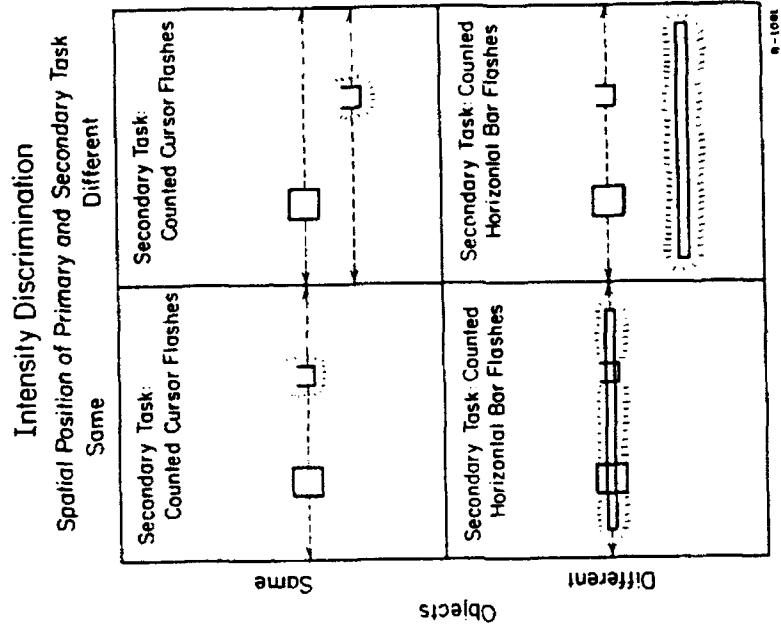 Intensity Discrimination
Spatial Position of Primary and Secondary Task
Same
Different
Objects
Same
Secondary Task:
Counted Cursor Flashes
Secondary Task:
Counted Cursor Flashes
Different
Secondary Task: Counted
Horizontal Bar Flashes
Secondary Task: Counted
Horizontal Bar Flashes